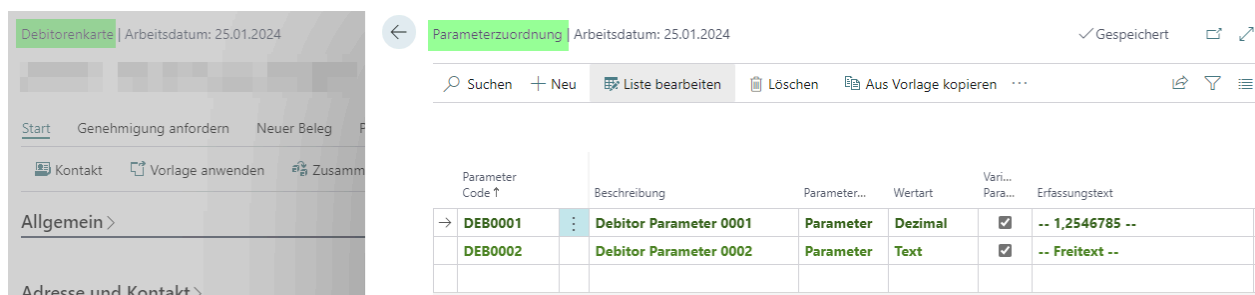 Debitorenkarte | Arbeitsdatum: 25.01.2024
Start Genehmigung anfordern Neuer Beleg
Kontakt Vorlage anwenden Zusamm
Allgemein >
Adresse und Kontakt >
Parameterzuordnung | Arbeitsdatum: 25.01.2024 ✓ Gespeichert
Suchen + Neu Liste bearbeiten Löschen Aus Vorlage kopieren ...
Parameter Vari...
Code ↑ Beschreibung Parameter... Wertart Para... Erfassungstext
→ DEB0001 Debitor Parameter 0001 Parameter Dezimal -- 1,2546785 --
DEB0002 Debitor Parameter 0002 Parameter Text -- Freitext --